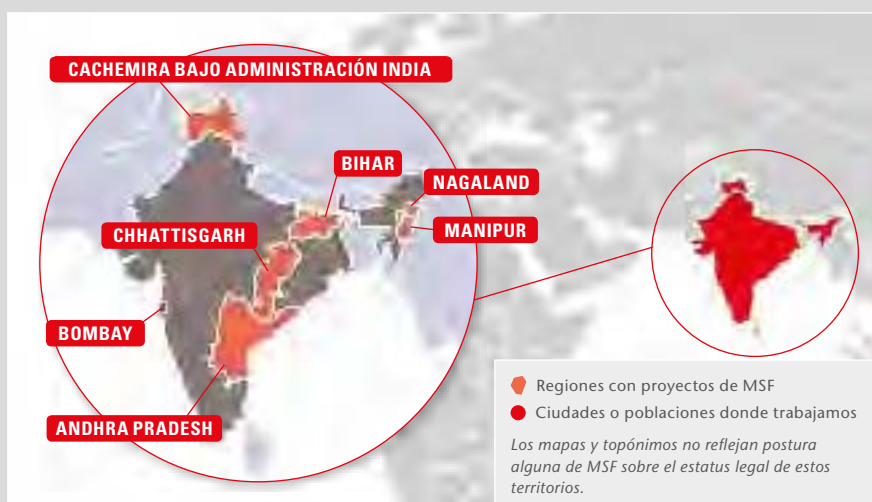 CACHEMIRA BAJO ADMINISTRACIÓN INDIA
BIHAR
NAGALAND
CHHATTISGARH
MANIPUR
BOMBAY
ANDHRA PRADESH
Regiones con proyectos de MSF
Ciudades o poblaciones donde trabajamos
Los mapas y topónimos no reflejan postura
alguna de MSF sobre el estatus legal de estos
territorios.